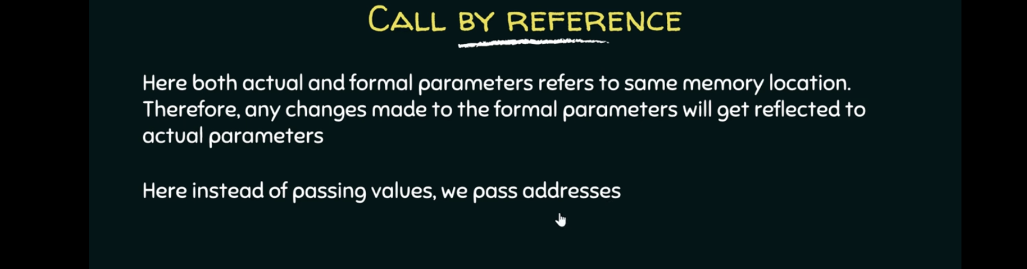 CALL BY REFERENCE
Here both actual and formal parameters refers to same memory location.
Therefore, any changes made to the formal parameters will get reflected to
actual parameters
Here instead of passing values, we pass addresses